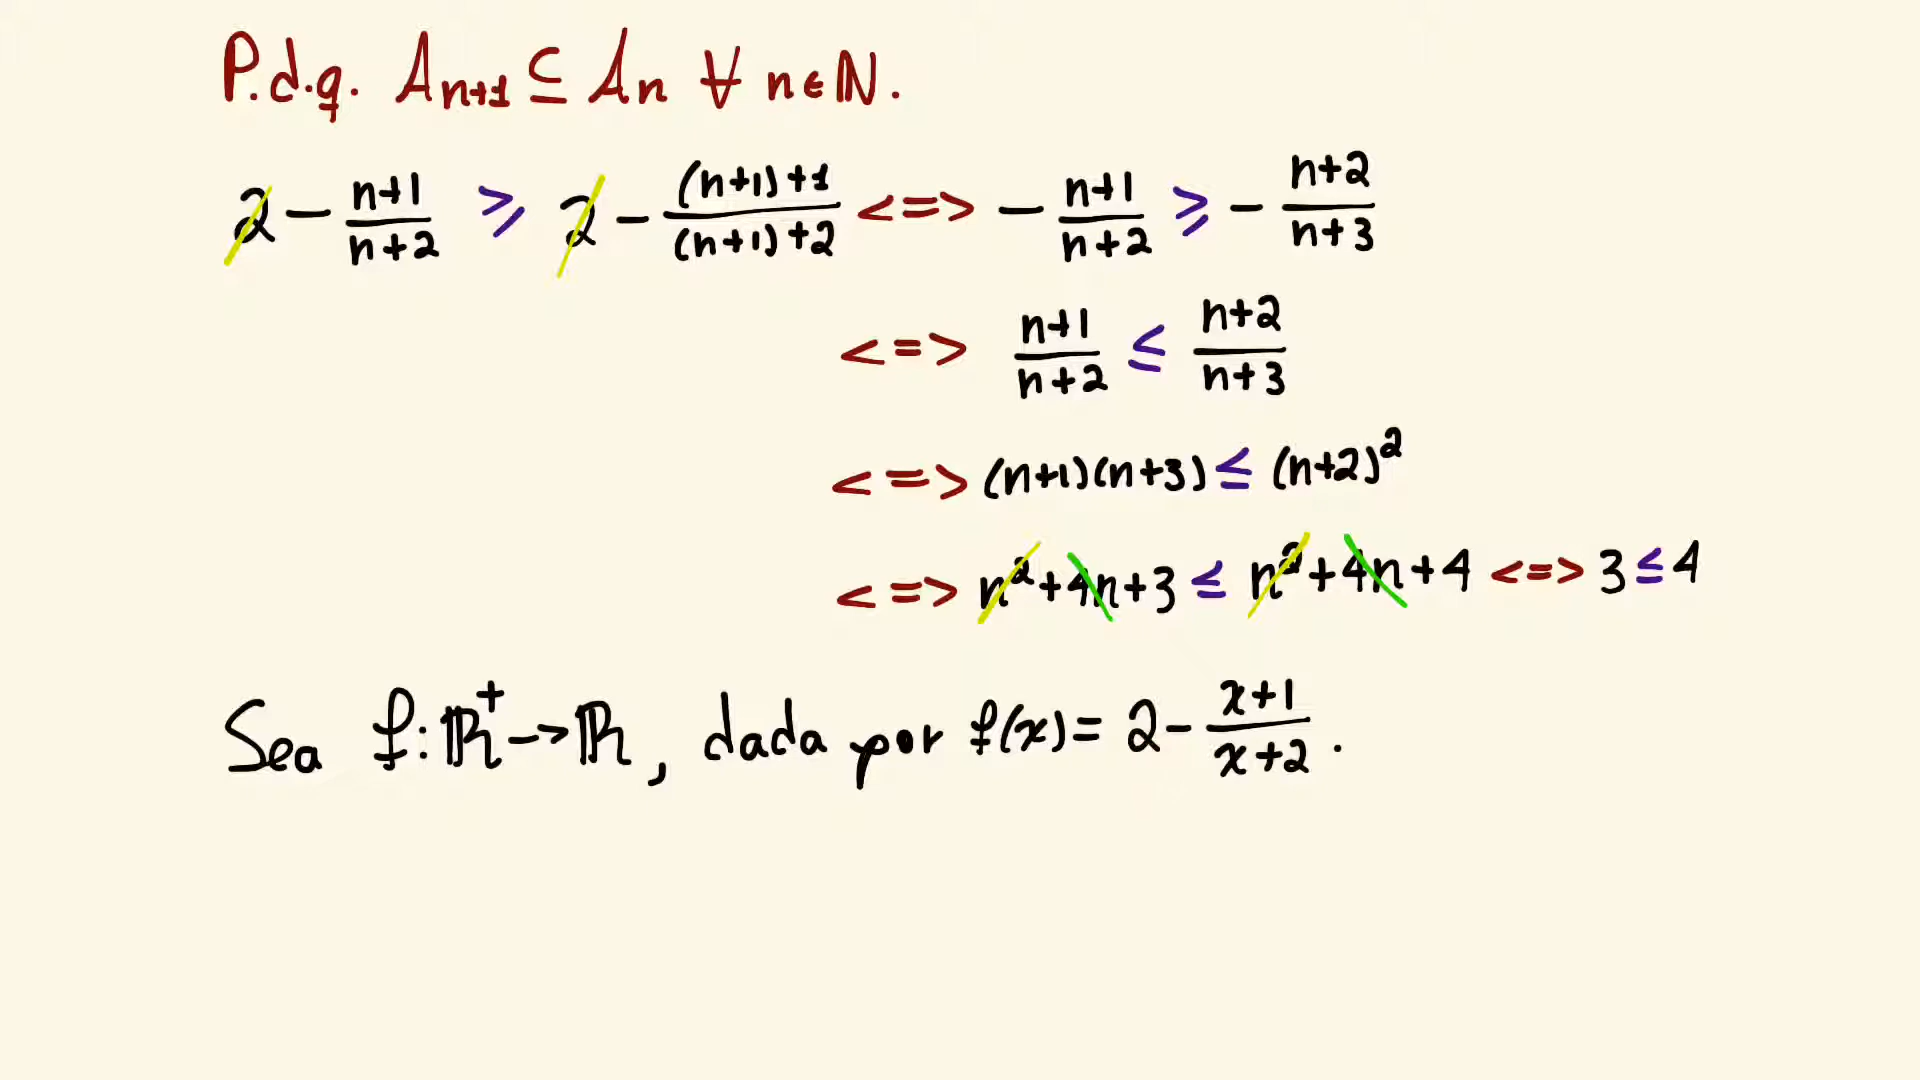 P.d.q. Aₙ₊₁ ⊆ Aₙ ∀ n∈ℕ.
2 - (n+1)/(n+2) ≥ 2 - ((n+1)+1)/((n+1)+2) <=> - (n+1)/(n+2) ≥ - (n+2)/(n+3)
<=> (n+1)/(n+2) ≤ (n+2)/(n+3)
<=> (n+1)(n+3) ≤ (n+2)²
<=> n²+4n+3 ≤ n²+4n+4 <=> 3 ≤ 4
Sea f: ℝ⁺ → ℝ, dada por f(x) = 2 - (x+1)/(x+2).